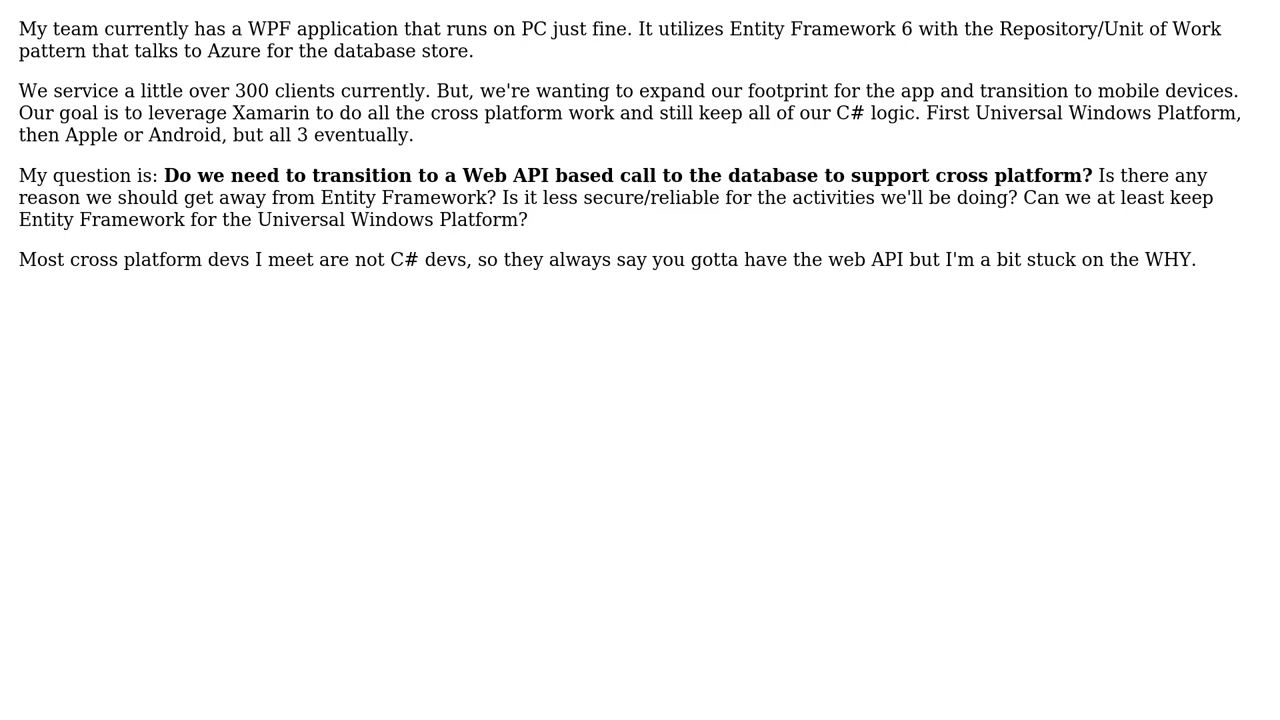 My team currently has a WPF application that runs on PC just fine. It utilizes Entity Framework 6 with the Repository/Unit of Work
pattern that talks to Azure for the database store.
We service a little over 300 clients currently. But, we're wanting to expand our footprint for the app and transition to mobile devices.
Our goal is to leverage Xamarin to do all the cross platform work and still keep all of our C# logic. First Universal Windows Platform,
then Apple or Android, but all 3 eventually.
My question is: Do we need to transition to a Web API based call to the database to support cross platform? Is there any
reason we should get away from Entity Framework? Is it less secure/reliable for the activities we'll be doing? Can we at least keep
Entity Framework for the Universal Windows Platform?
Most cross platform devs I meet are not C# devs, so they always say you gotta have the web API but I'm a bit stuck on the WHY.